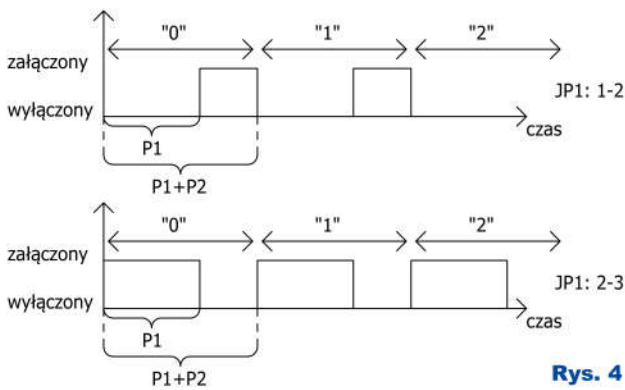 "0" "1" "2"
załączony
JP1: 1-2
wyłączony
czas
P1
P1+P2
"0" "1" "2"
załączony
JP1: 2-3
wyłączony
czas
P1
P1+P2
Rys. 4